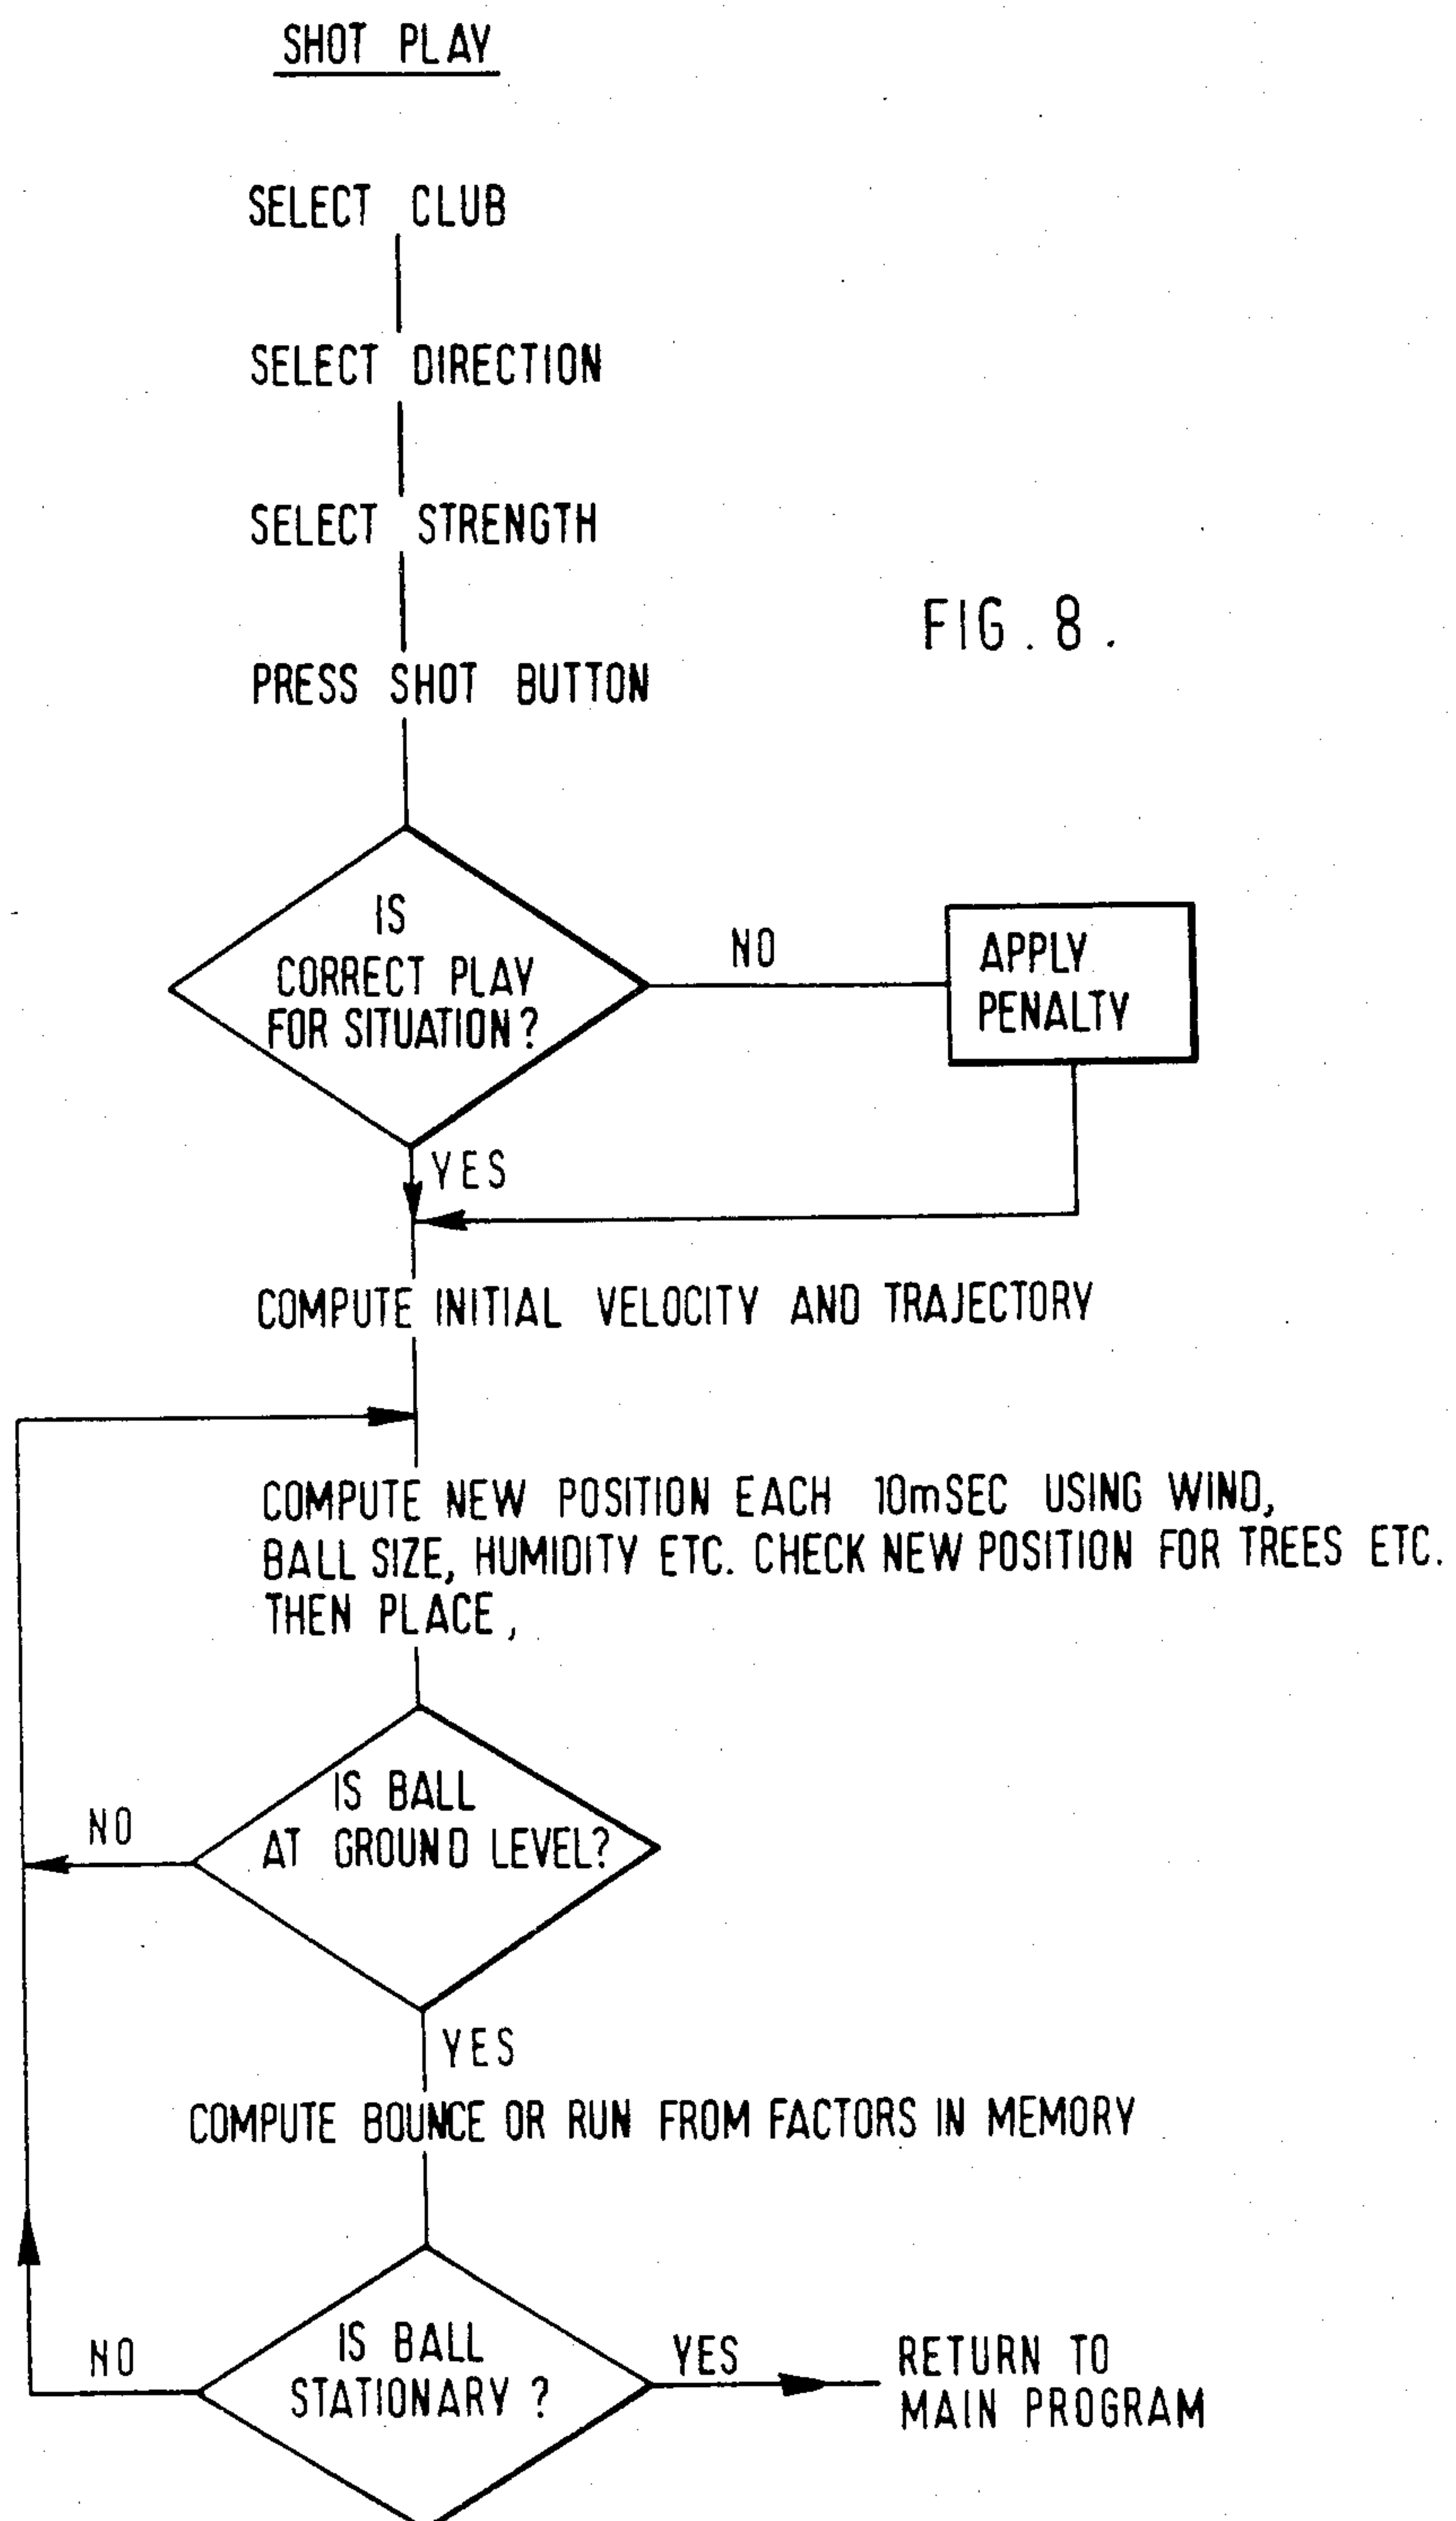 SHOT PLAY
SELECT CLUB
SELECT DIRECTION
SELECT STRENGTH
FIG. 8.
PRESS SHOT BUTTON
IS
CORRECT PLAY
FOR SITUATION?
NO
APPLY
PENALTY
YES
COMPUTE INITIAL VELOCITY AND TRAJECTORY
COMPUTE NEW POSITION EACH 10mSEC USING WIND,
BALL SIZE, HUMIDITY ETC. CHECK NEW POSITION FOR TREES ETC.
THEN PLACE,
IS BALL
AT GROUND LEVEL?
NO
YES
COMPUTE BOUNCE OR RUN FROM FACTORS IN MEMORY
IS BALL
STATIONARY ?
NO
YES
RETURN TO
MAIN PROGRAM